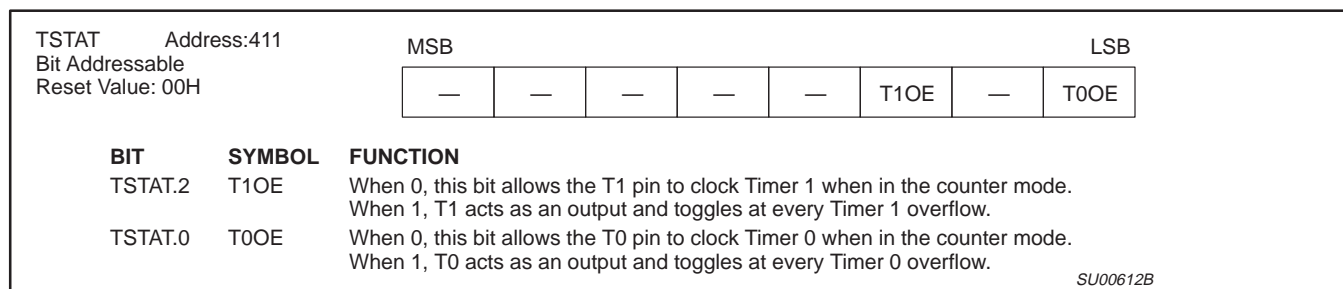 TSTAT Address:411 MSB LSB
Bit Addressable
Reset Value: 00H
— — — — — T1OE — T0OE
BIT SYMBOL FUNCTION
TSTAT.2 T1OE When 0, this bit allows the T1 pin to clock Timer 1 when in the counter mode.
When 1, T1 acts as an output and toggles at every Timer 1 overflow.
TSTAT.0 T0OE When 0, this bit allows the T0 pin to clock Timer 0 when in the counter mode.
When 1, T0 acts as an output and toggles at every Timer 0 overflow.
SU00612B